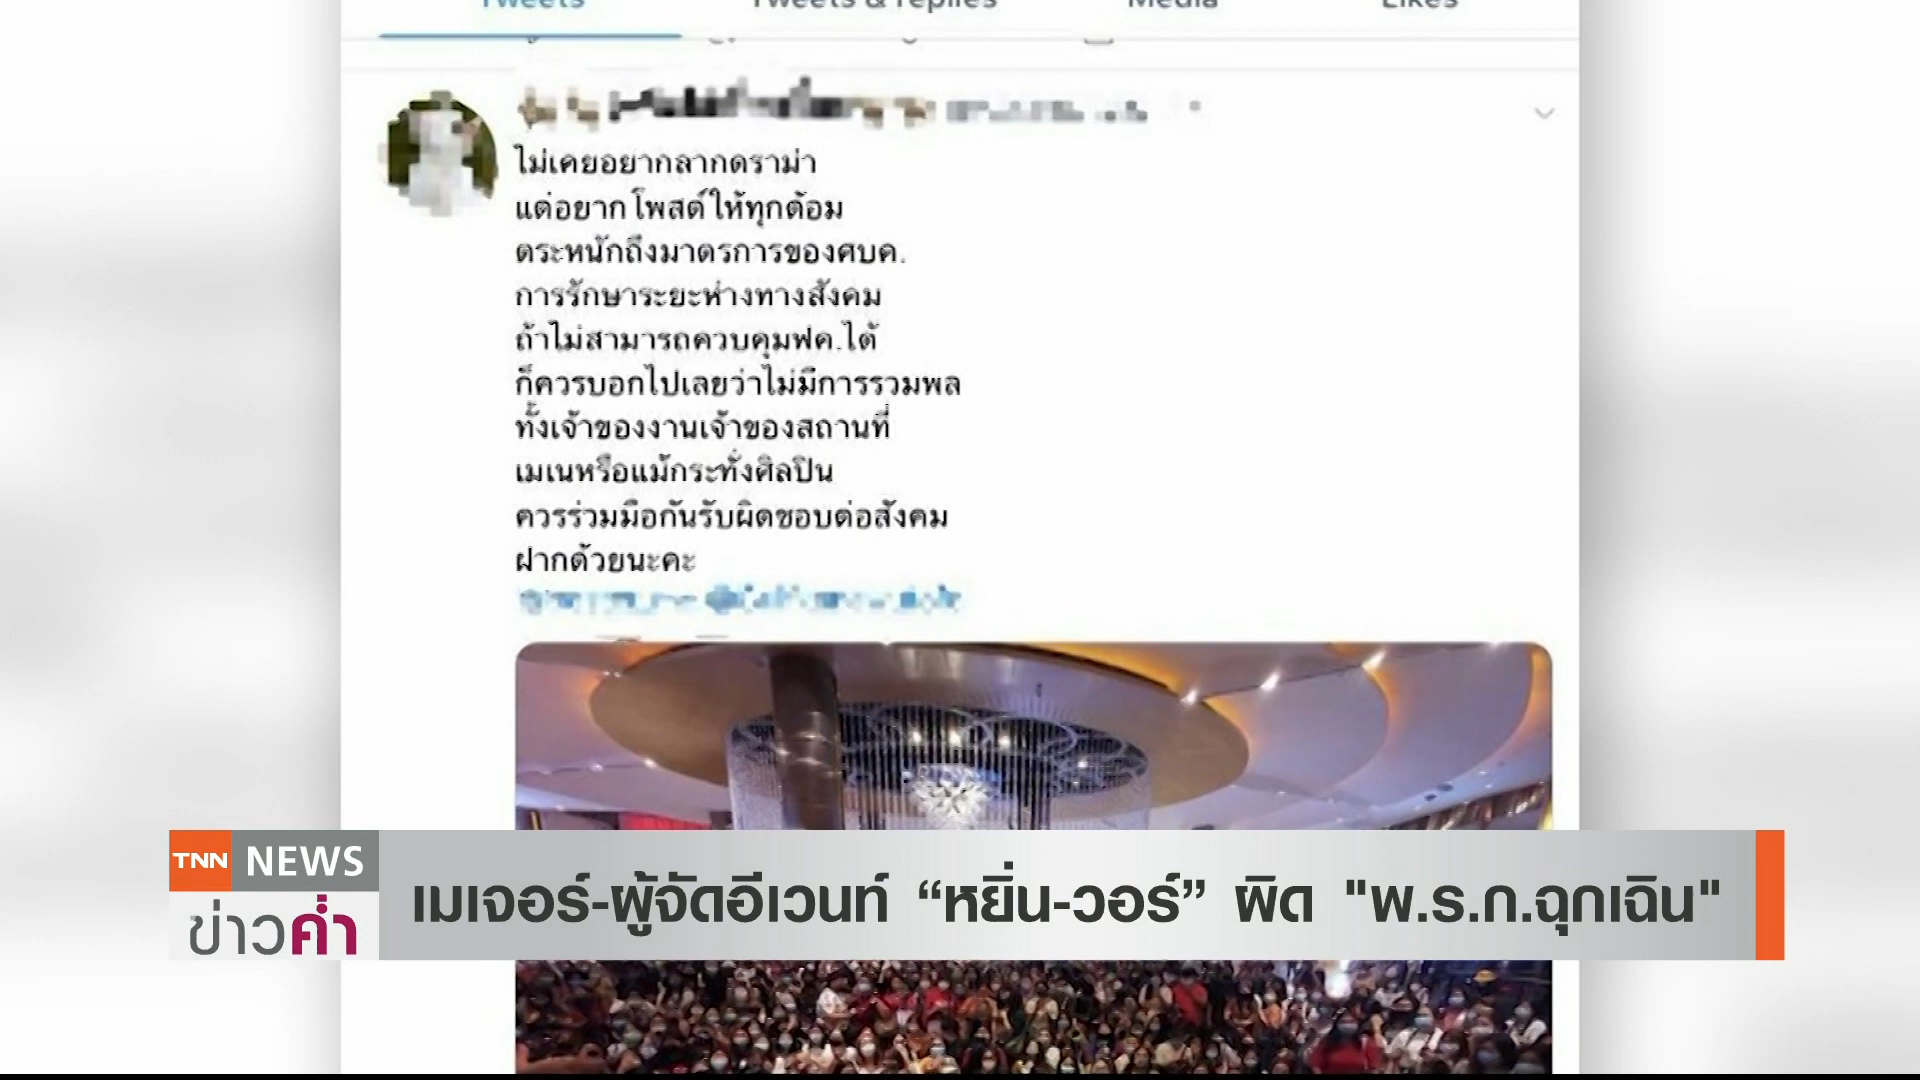 Tweets Tweets & replies Media Likes
ไม่เคยอยากลากดราม่า
แต่อยากโพสต์ให้ทุกต้อม
ตระหนักถึงมาตรการของศบค.
การรักษาระยะห่างทางสังคม
ถ้าไม่สามารถควบคุมฟค.ได้
ก็ควรบอกไปเลยว่าไม่มีการรวมพล
ทั้งเจ้าของงานเจ้าของสถานที่
เมเนหรือแม้กระทั่งศิลปิน
ควรร่วมมือกันรับผิดชอบต่อสังคม
ฝากด้วยนะคะ
TNN NEWS
ข่าวค่ำ
เมเจอร์-ผู้จัดอีเวนท์ “หยิ่น-วอร์” ผิด "พ.ร.ก.ฉุกเฉิน"